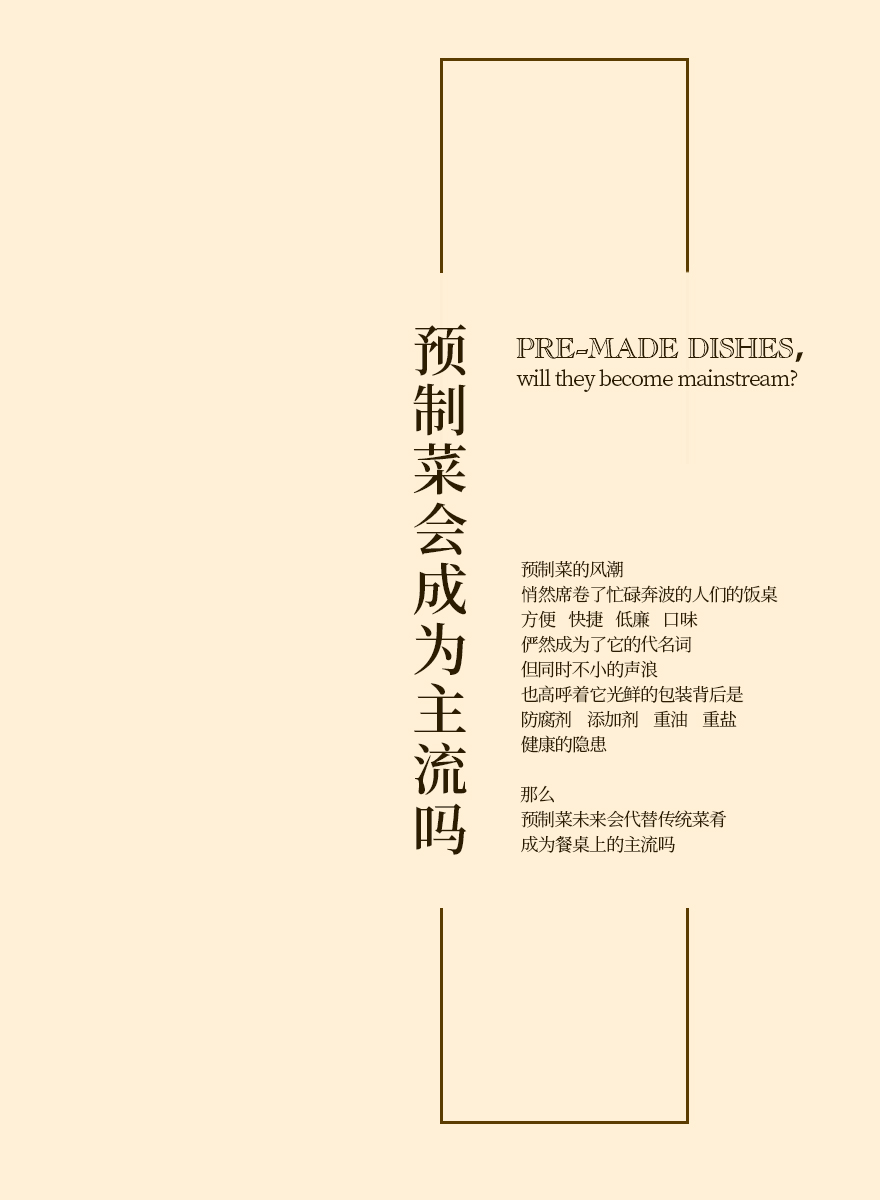 预制菜会成为主流吗
PRE-MADE DISHES,
will they become mainstream?
预制菜的风潮
悄然席卷了忙碌奔波的人们的饭桌
方便 快捷 低廉 口味
俨然成为了它的代名词
但同时不小的声浪
也高呼着它光鲜的包装背后是
防腐剂 添加剂 重油 重盐
健康的隐患
那么
预制菜未来会代替传统菜肴
成为餐桌上的主流吗